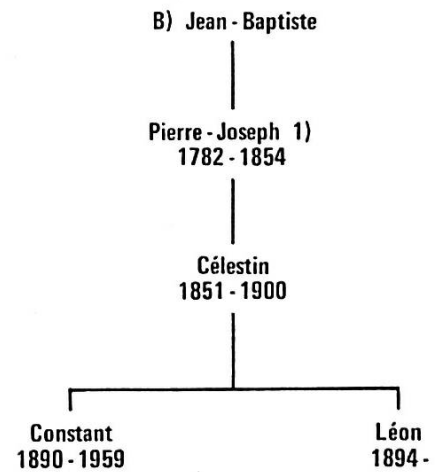 B) Jean - Baptiste
Pierre - Joseph 1)
1782 - 1854
Célestin
1851 - 1900
Constant
1890 - 1959
Léon
1894 -